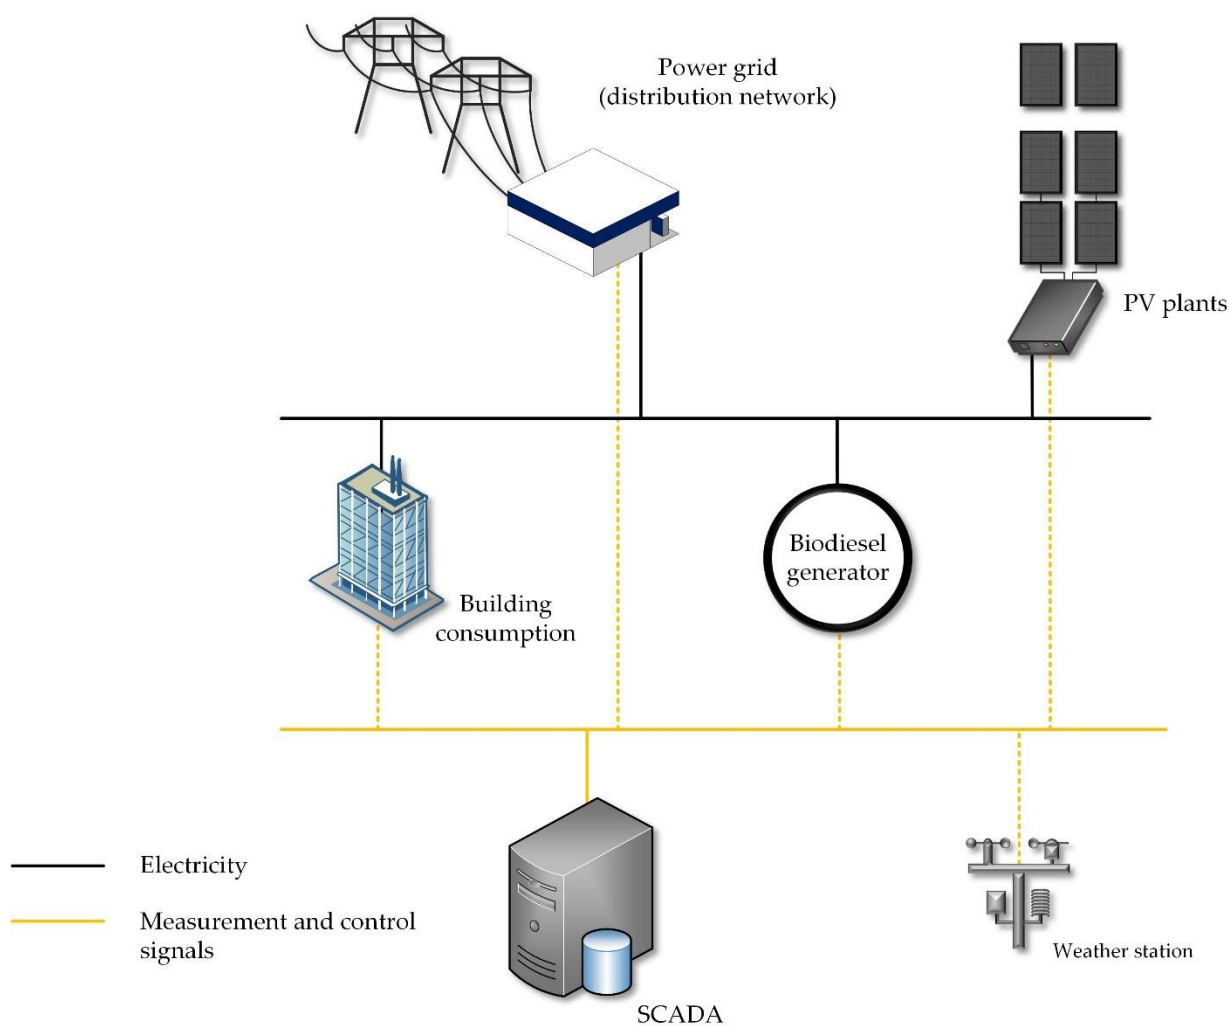 Power grid
(distribution network)
PV plants
Biodiesel
generator
Building
consumption
Electricity
Measurement and control
signals
Weather station
SCADA